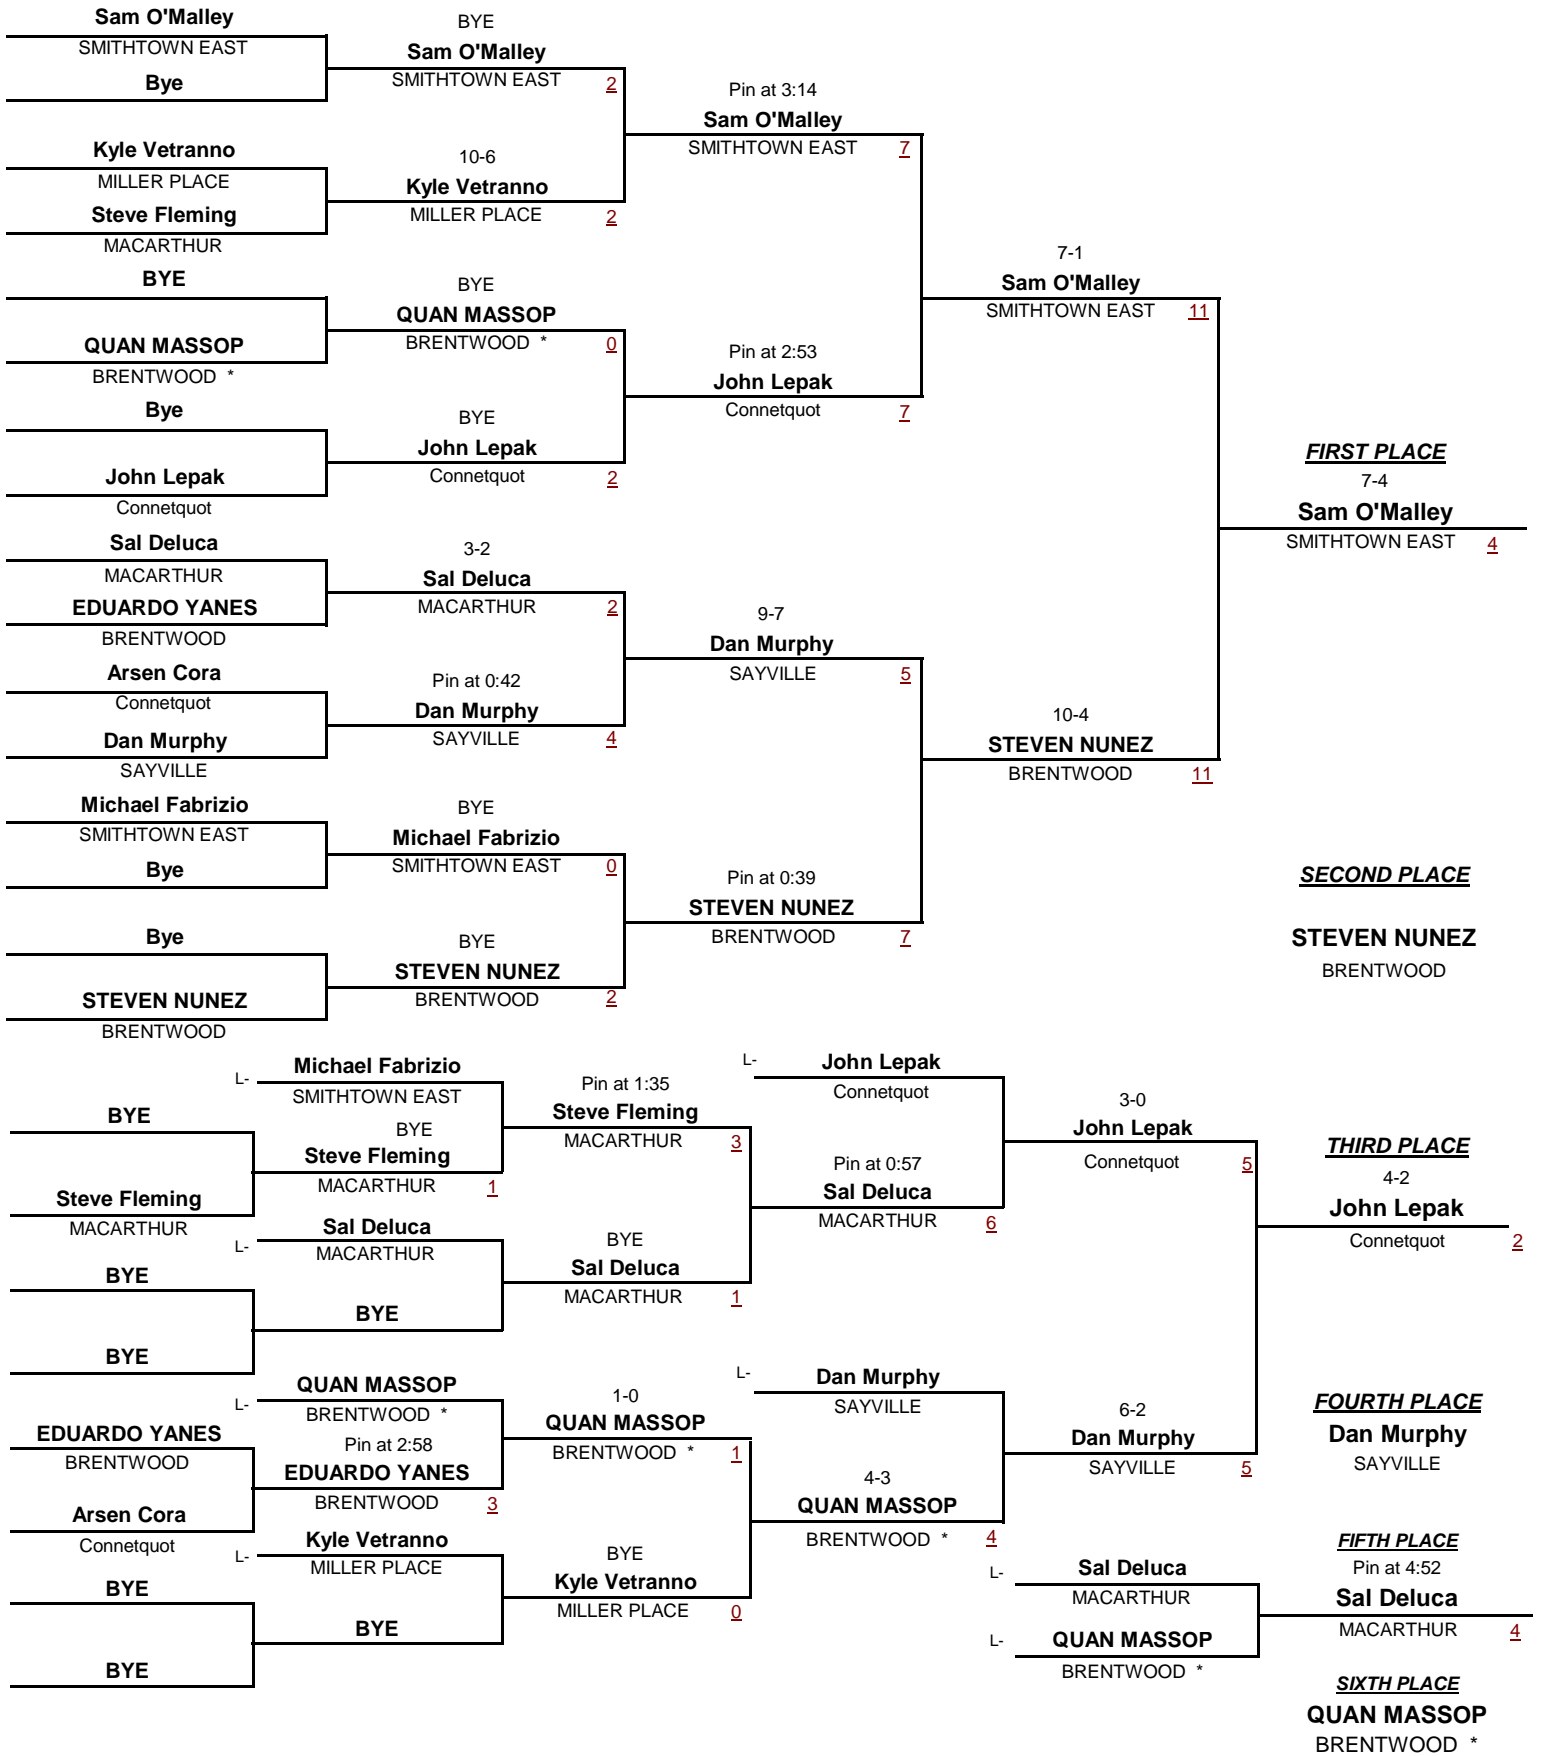 Sam O'Malley
SMITHTOWN EAST
Bye
Kyle Vetranno
MILLER PLACE
Steve Fleming
MACARTHUR
BYE
QUAN MASSOP
BRENTWOOD *
Bye
John Lepak
Connetquot
Sal Deluca
MACARTHUR
EDUARDO YANES
BRENTWOOD
Arsen Cora
Connetquot
Dan Murphy
SAYVILLE
Michael Fabrizio
SMITHTOWN EAST
Bye
Bye
STEVEN NUNEZ
BRENTWOOD
BYE
Sam O'Malley
SMITHTOWN EAST 2
10-6
Kyle Vetranno
MILLER PLACE 2
BYE
QUAN MASSOP
BRENTWOOD * 0
BYE
John Lepak
Connetquot 2
3-2
Sal Deluca
MACARTHUR 2
Pin at 0:42
Dan Murphy
SAYVILLE 4
BYE
Michael Fabrizio
SMITHTOWN EAST 0
BYE
STEVEN NUNEZ
BRENTWOOD 2
Pin at 3:14
Sam O'Malley
SMITHTOWN EAST 7
Pin at 2:53
John Lepak
Connetquot 7
9-7
Dan Murphy
SAYVILLE 5
Pin at 0:39
STEVEN NUNEZ
BRENTWOOD 7
7-1
Sam O'Malley
SMITHTOWN EAST 11
10-4
STEVEN NUNEZ
BRENTWOOD 11
FIRST PLACE
7-4
Sam O'Malley
SMITHTOWN EAST 4
SECOND PLACE
STEVEN NUNEZ
BRENTWOOD
BYE
Steve Fleming
MACARTHUR
BYE
BYE
EDUARDO YANES
BRENTWOOD
Arsen Cora
Connetquot
BYE
BYE
L- Michael Fabrizio
SMITHTOWN EAST
BYE
Steve Fleming
MACARTHUR 1
L- Sal Deluca
MACARTHUR
BYE
L- QUAN MASSOP
BRENTWOOD *
Pin at 2:58
EDUARDO YANES
BRENTWOOD 3
L- Kyle Vetranno
MILLER PLACE
BYE
Pin at 1:35
Steve Fleming
MACARTHUR 3
BYE
Sal Deluca
MACARTHUR 1
1-0
QUAN MASSOP
BRENTWOOD * 1
BYE
Kyle Vetranno
MILLER PLACE 0
L- John Lepak
Connetquot
Pin at 0:57
Sal Deluca
MACARTHUR 6
L- Dan Murphy
SAYVILLE
4-3
QUAN MASSOP
BRENTWOOD * 4
3-0
John Lepak
Connetquot 5
6-2
Dan Murphy
SAYVILLE 5
L- Sal Deluca
MACARTHUR
L- QUAN MASSOP
BRENTWOOD *
THIRD PLACE
4-2
John Lepak
Connetquot 2
FOURTH PLACE
Dan Murphy
SAYVILLE
FIFTH PLACE
Pin at 4:52
Sal Deluca
MACARTHUR 4
SIXTH PLACE
QUAN MASSOP
BRENTWOOD *